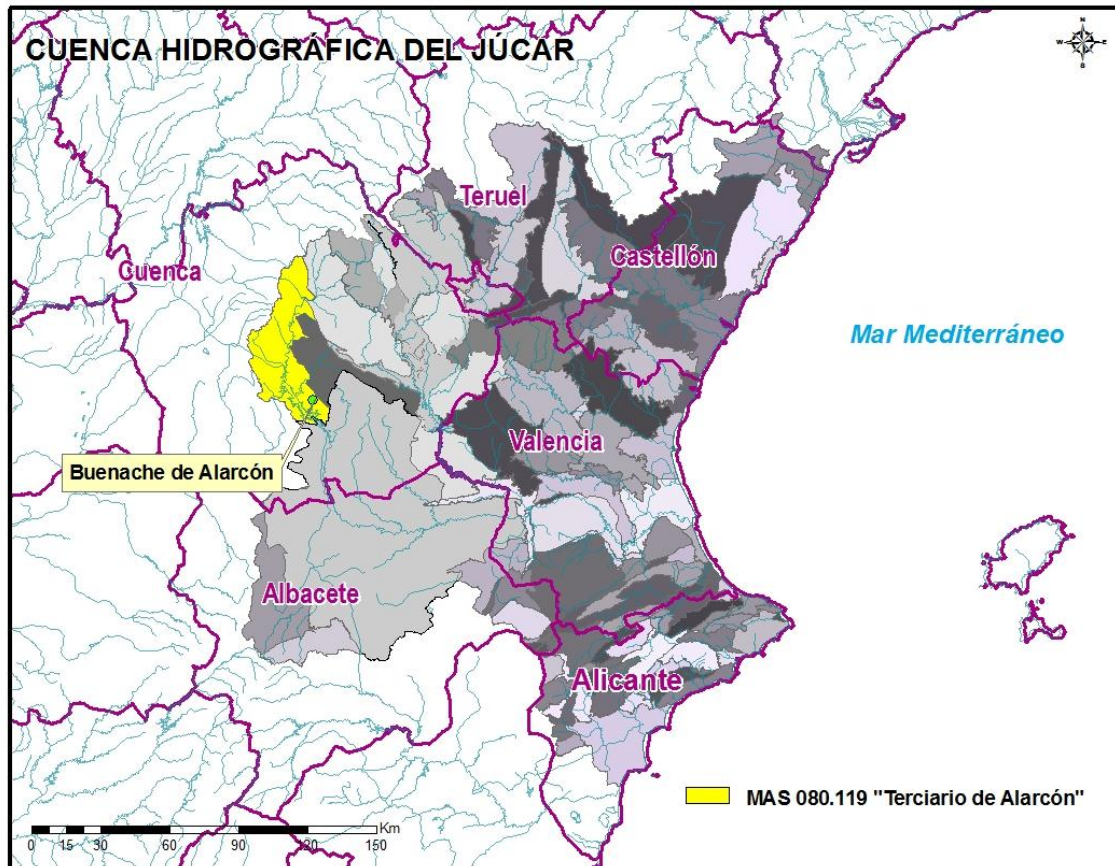 CUENCA HIDROGRÁFICA DEL JÚCAR
N
W E
S
Teruel
Castellón
Cuenca
Mar Mediterráneo
Valencia
Buenache de Alarcón
Albacete
Alicante
MAS 080.119 "Terciario de Alarcón"
Km
0 15 30 60 90 120 150